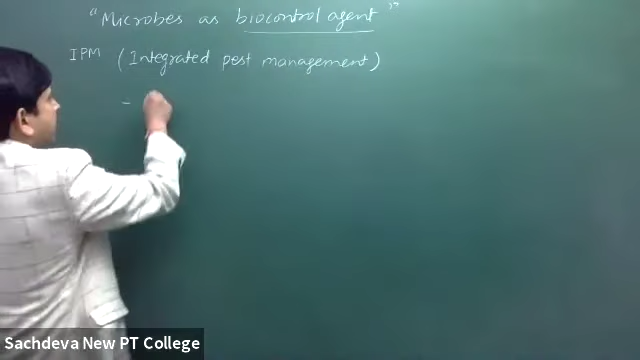 "Microbes as biocontrol agent"
IPM (Integrated pest management)
-
Sachdeva New PT College